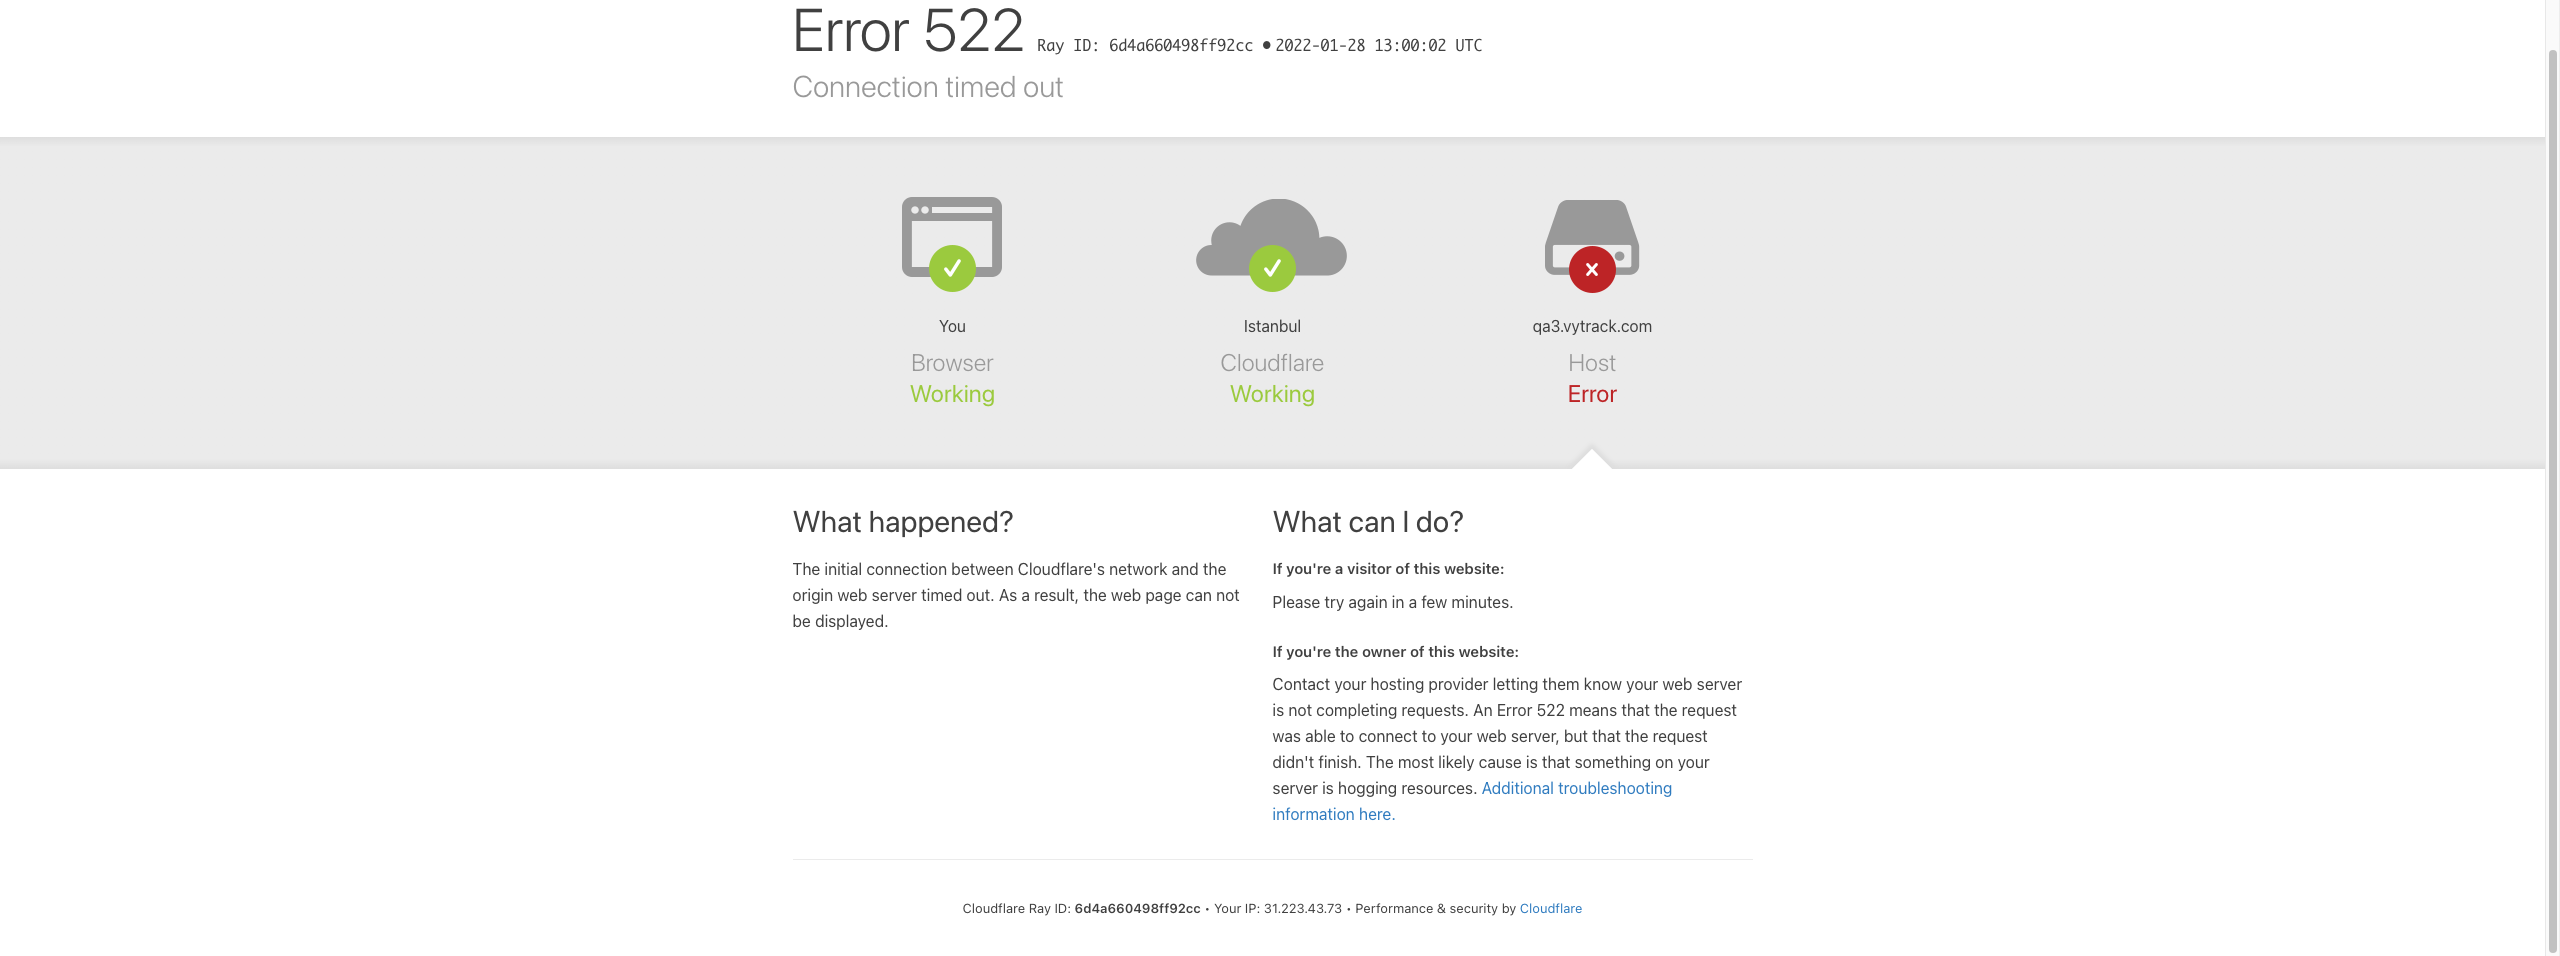 Error 522 Ray ID: 6d4a660498ff92cc • 2022-01-28 13:00:02 UTC
Connection timed out
You
Browser
Working
Istanbul
Cloudflare
Working
qa3.vytrack.com
Host
Error
What happened?
The initial connection between Cloudflare's network and the
origin web server timed out. As a result, the web page can not
be displayed.
What can I do?
If you're a visitor of this website:
Please try again in a few minutes.
If you're the owner of this website:
Contact your hosting provider letting them know your web server
is not completing requests. An Error 522 means that the request
was able to connect to your web server, but that the request
didn't finish. The most likely cause is that something on your
server is hogging resources. Additional troubleshooting
information here.
Cloudflare Ray ID: 6d4a660498ff92cc • Your IP: 31.223.43.73 • Performance & security by Cloudflare